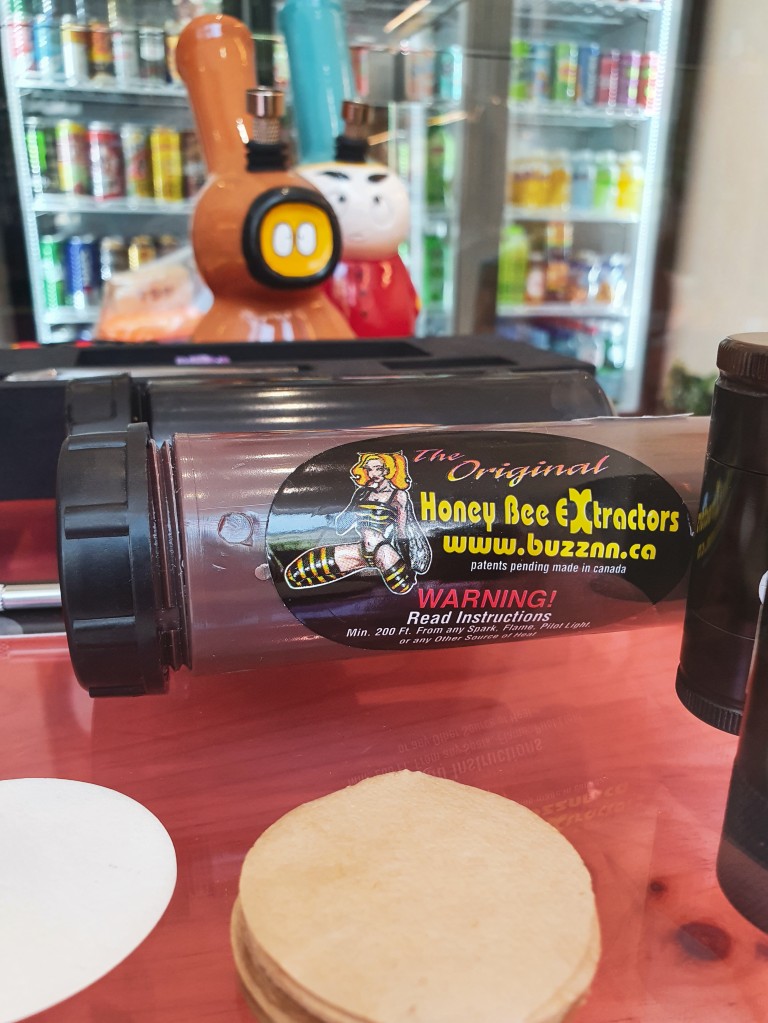 The
Original
Honey Bee EXtractors
www.buzznn.ca
patents pending made in canada
WARNING!
Read Instructions
Min. 200 Ft. From any Spark, Flame, Pilot Light
or any Other Source of Heat